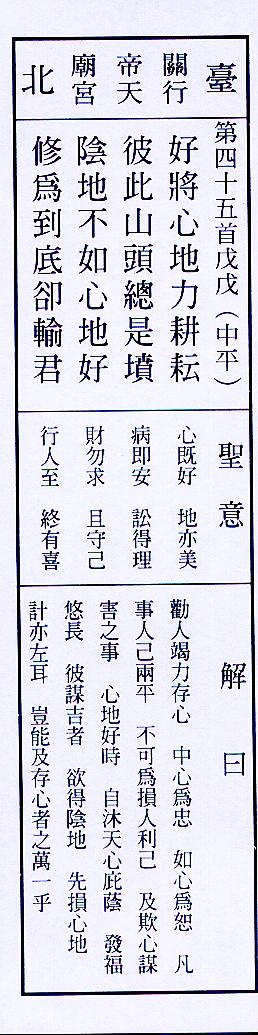 臺
關行
帝天
廟宮
北
第四十五首戊戌（中平）
好將心地力耕耘
彼此山頭總是墳
陰地不如心地好
修為到底卻輸君
聖意
心既好　地亦美
病即安　訟得理
財勿求　且守己
行人至　終有喜
解曰
勸人竭力存心　中心為忠　如心為恕　凡
事人己兩平　不可為損人利己　及欺心謀
害之事　心地好時　自沐天心庇蔭　發福
悠長　彼謀吉者　欲得陰地　先損心地
計亦左耳　豈能及存心者之萬一乎